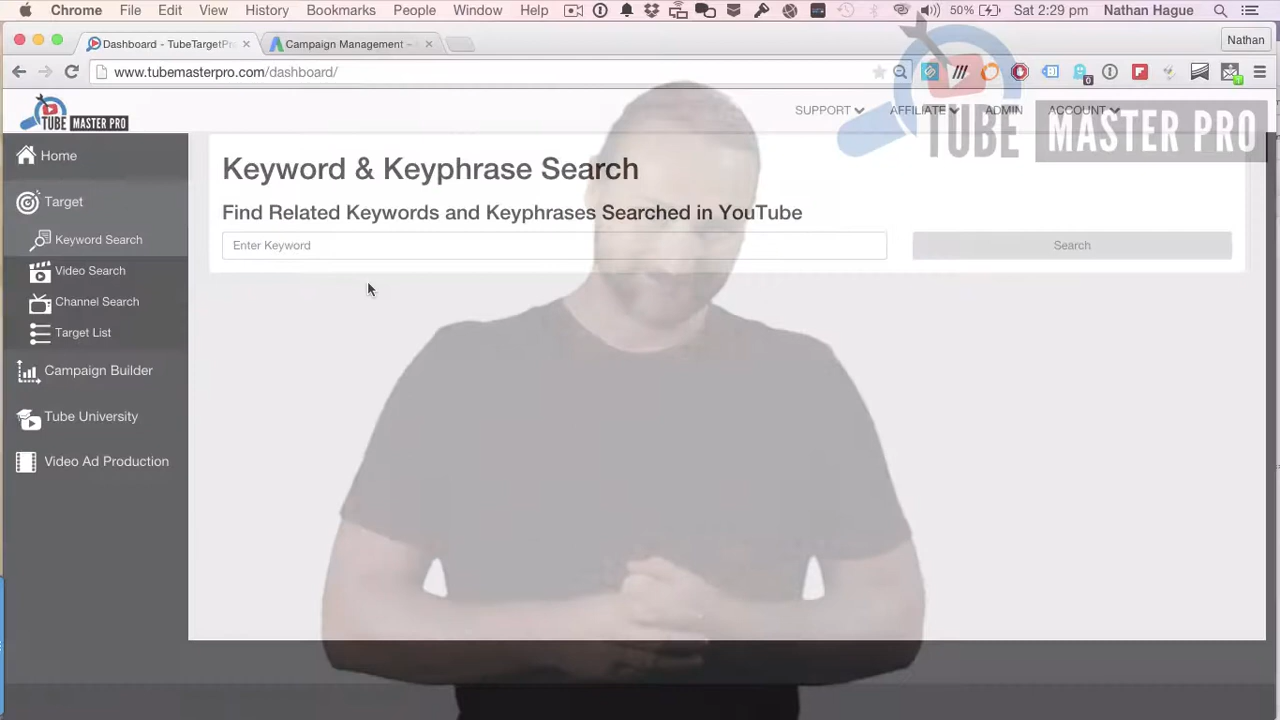 Chrome File Edit View History Bookmarks People Window Help 50% Sat 2:29 pm Nathan Hague
Dashboard - TubeTargetPr Campaign Management - Nathan
www.tubemasterpro.com/dashboard/
TUBE MASTER PRO
SUPPORT AFFILIATE ADMIN ACCOUNT
TUBE MASTER PRO
Home
Target
Keyword Search
Video Search
Channel Search
Target List
Campaign Builder
Tube University
Video Ad Production
Keyword & Keyphrase Search
Find Related Keywords and Keyphrases Searched in YouTube
Enter Keyword Search